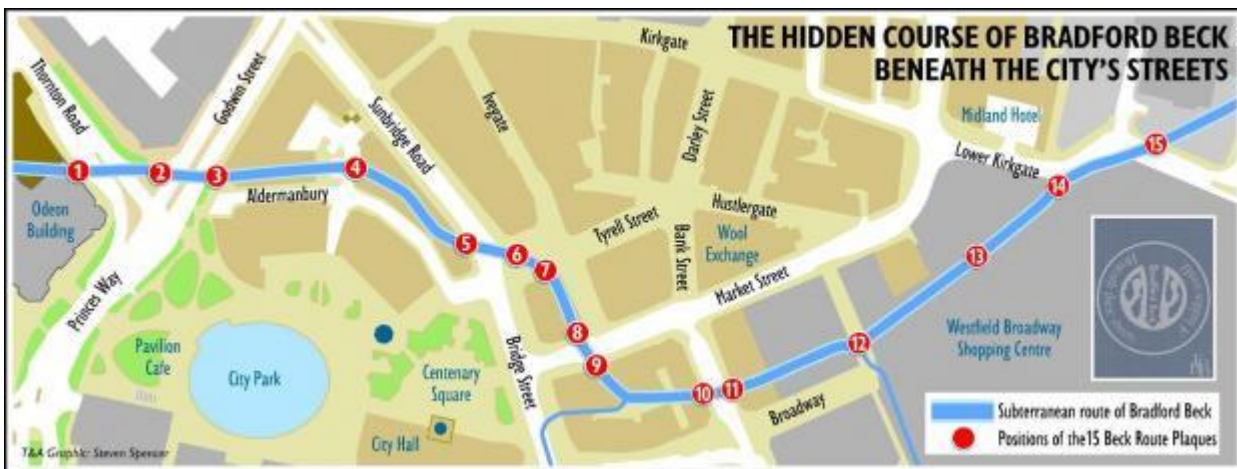 THE HIDDEN COURSE OF BRADFORD BECK
BENEATH THE CITY'S STREETS
Thornton Road
Godwin Street
Sunbridge Road
Ivegate
Kirkgate
Darley Street
Midland Hotel
Lower Kirkgate
1
2
3
4
15
14
Odeon
Building
Aldermanbury
Hustlergate
Tyrell Street
Bank Street
Wool
Exchange
5
6
7
13
Princes Way
Market Street
8
9
12
Westfield Broadway
Shopping Centre
Pavilion
Cafe
City Park
Centenary
Square
Bridge Street
10
11
Broadway
City Hall
Subterranean route of Bradford Beck
Positions of the15 Beck Route Plaques
T&A Graphic: Steven Spencer